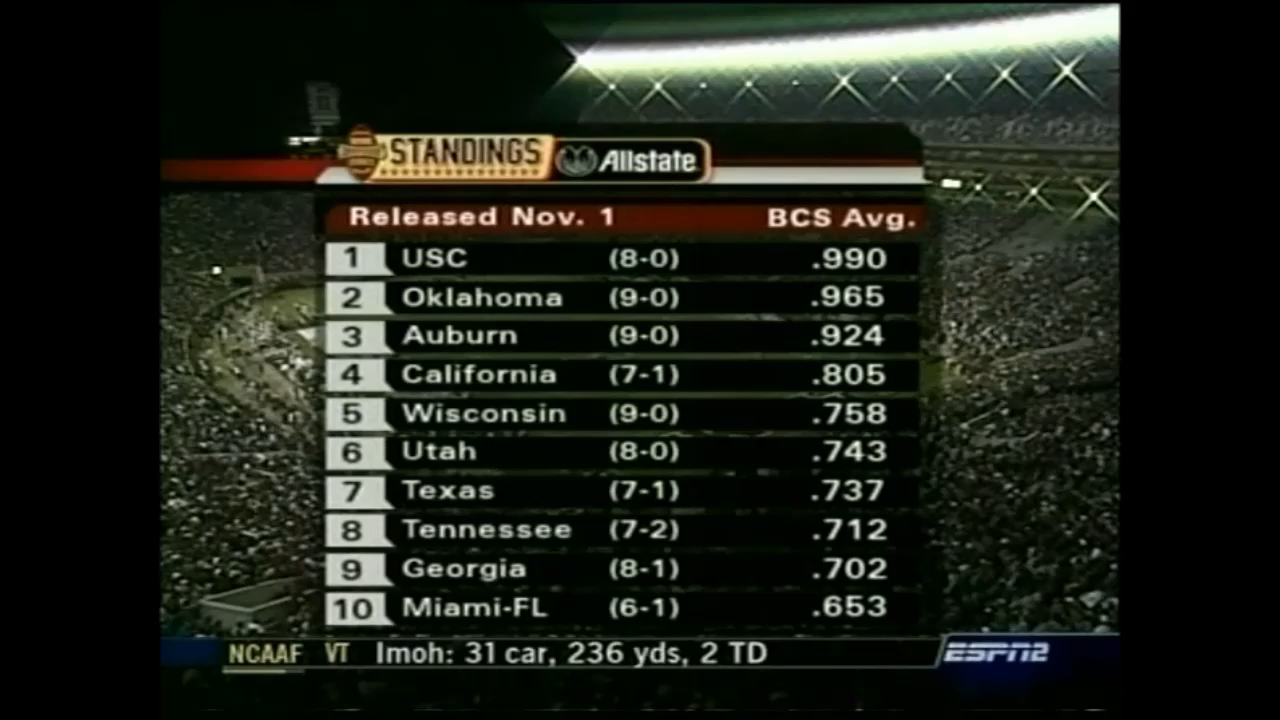 STANDINGS Allstate
Released Nov. 1 BCS Avg.
1 USC (8-0) .990
2 Oklahoma (9-0) .965
3 Auburn (9-0) .924
4 California (7-1) .805
5 Wisconsin (9-0) .758
6 Utah (8-0) .743
7 Texas (7-1) .737
8 Tennessee (7-2) .712
9 Georgia (8-1) .702
10 Miami-FL (6-1) .653
NCAAF VT Imoh: 31 car, 236 yds, 2 TD ESPN2